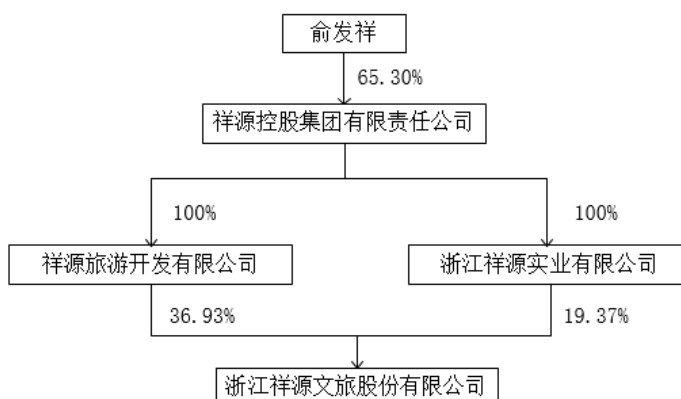 俞发祥
65.30%
祥源控股集团有限责任公司
100%
100%
祥源旅游开发有限公司
浙江祥源实业有限公司
36.93%
19.37%
浙江祥源文旅股份有限公司